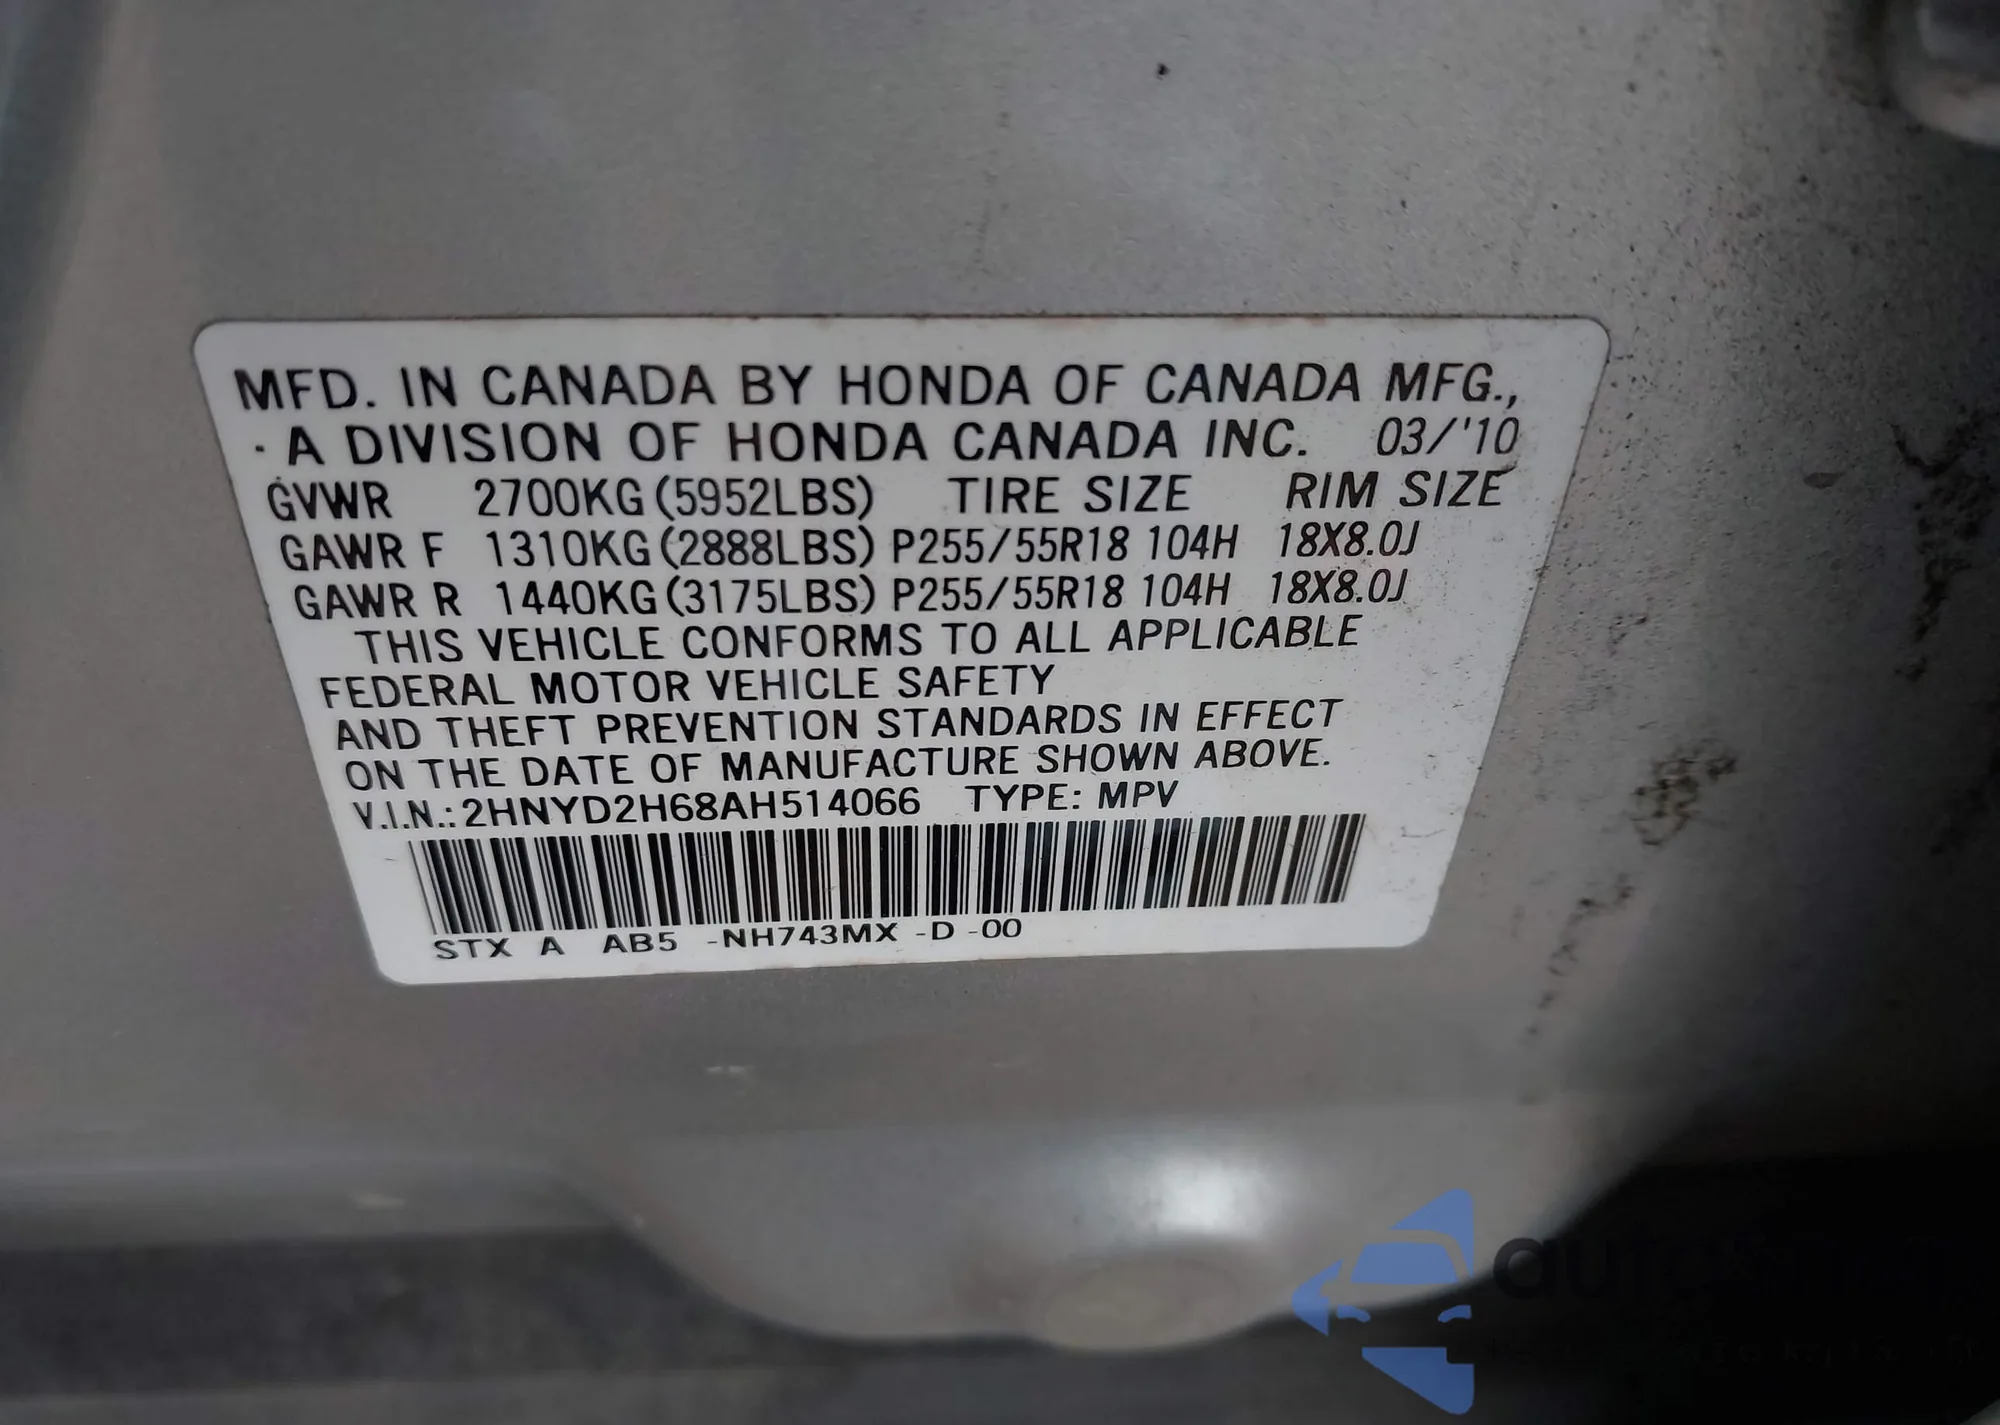 MFD. IN CANADA BY HONDA OF CANADA MFG.,
A DIVISION OF HONDA CANADA INC. 03/'10
GVWR 2700KG (5952LBS) TIRE SIZE RIM SIZE
GAWR F 1310KG (2888LBS) P255/55R18 104H 18X8.0J
GAWR R 1440KG (3175LBS) P255/55R18 104H 18X8.0J
THIS VEHICLE CONFORMS TO ALL APPLICABLE
FEDERAL MOTOR VEHICLE SAFETY
AND THEFT PREVENTION STANDARDS IN EFFECT
ON THE DATE OF MANUFACTURE SHOWN ABOVE.
V.I.N.: 2HNYD2H68AH514066 TYPE: MPV
STX A AB5 -NH743MX -D -00